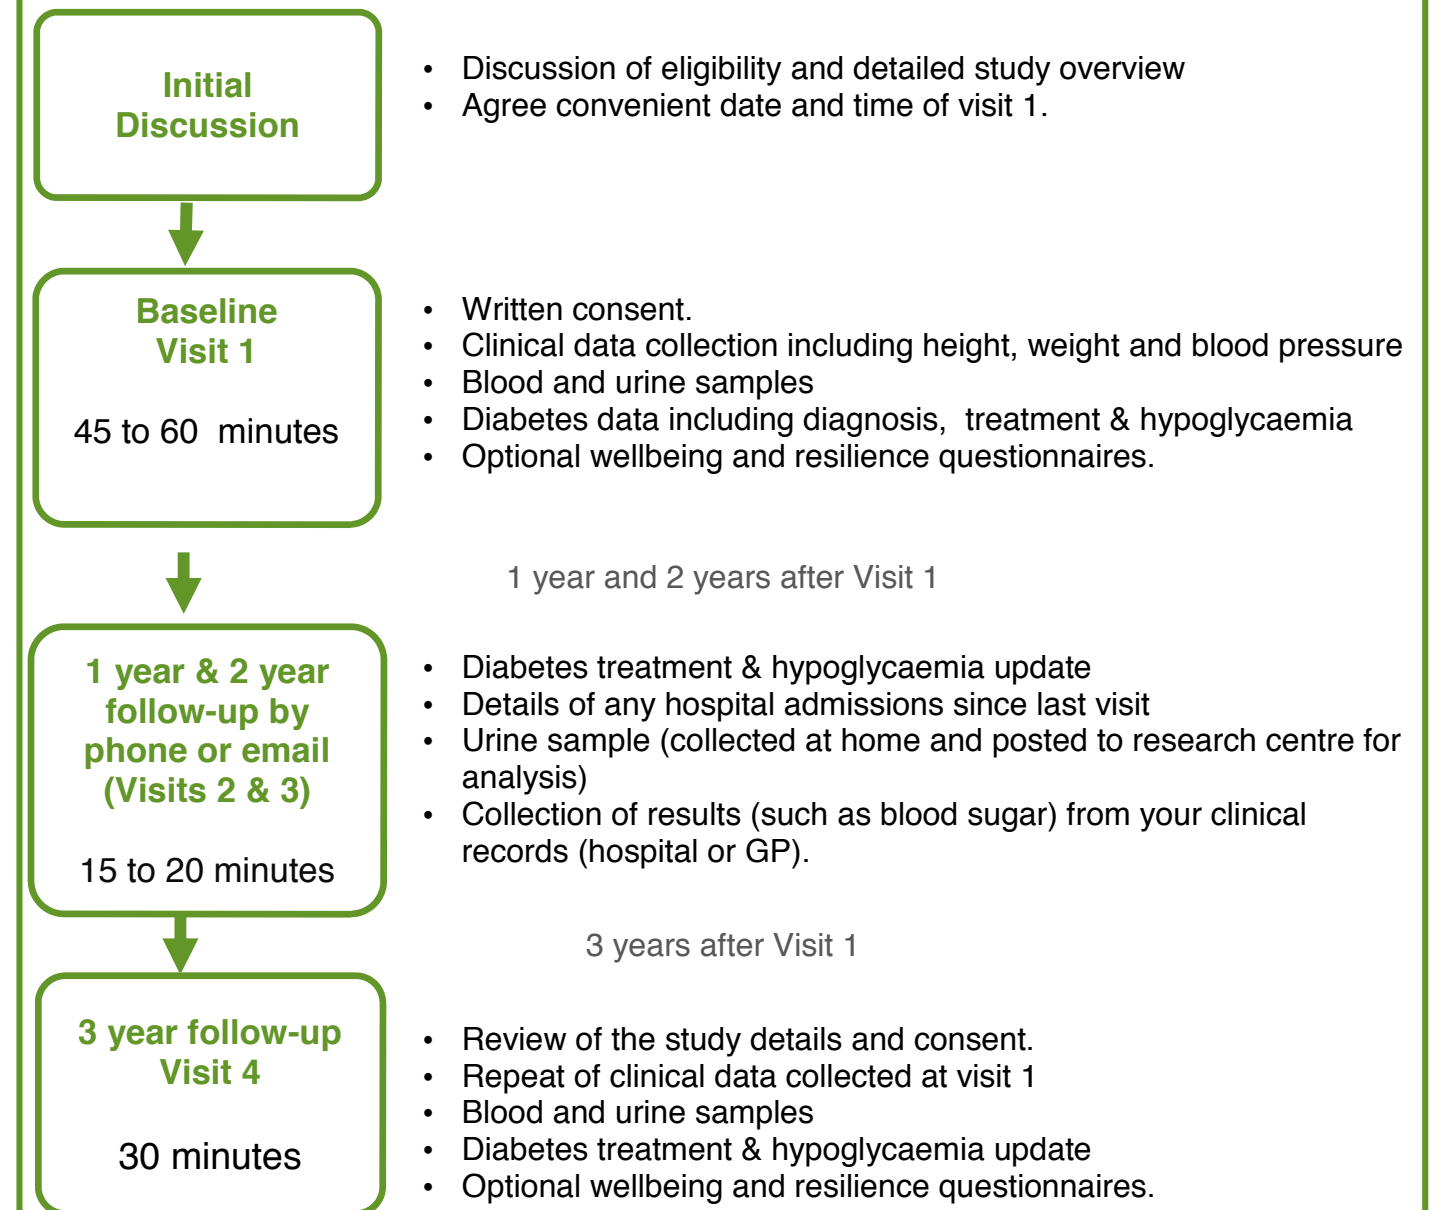 Initial
Discussion
• Discussion of eligibility and detailed study overview
• Agree convenient date and time of visit 1.
Baseline
Visit 1
45 to 60 minutes
• Written consent.
• Clinical data collection including height, weight and blood pressure
• Blood and urine samples
• Diabetes data including diagnosis, treatment & hypoglycaemia
• Optional wellbeing and resilience questionnaires.
1 year and 2 years after Visit 1
1 year & 2 year
follow-up by
phone or email
(Visits 2 & 3)
15 to 20 minutes
• Diabetes treatment & hypoglycaemia update
• Details of any hospital admissions since last visit
• Urine sample (collected at home and posted to research centre for
analysis)
• Collection of results (such as blood sugar) from your clinical
records (hospital or GP).
3 years after Visit 1
3 year follow-up
Visit 4
30 minutes
• Review of the study details and consent.
• Repeat of clinical data collected at visit 1
• Blood and urine samples
• Diabetes treatment & hypoglycaemia update
• Optional wellbeing and resilience questionnaires.